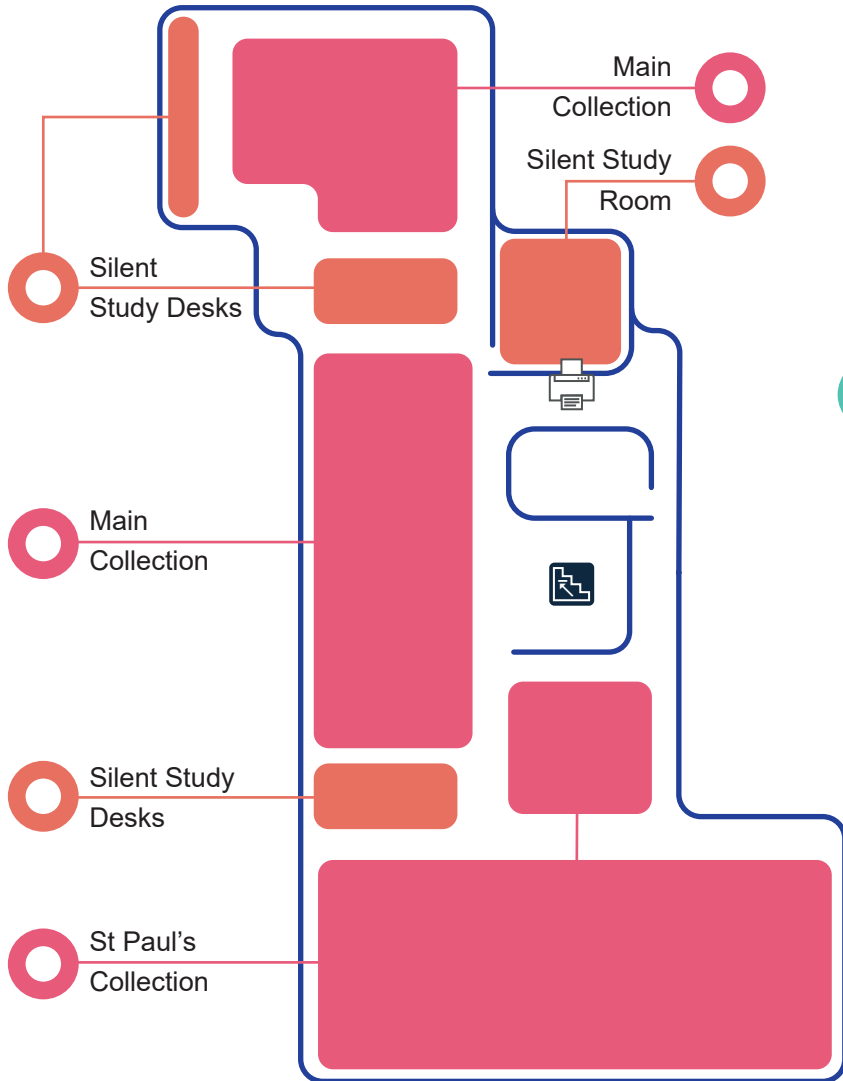 Main
Collection
Silent Study
Room
Silent
Study Desks
Main
Collection
Silent Study
Desks
St Paul’s
Collection